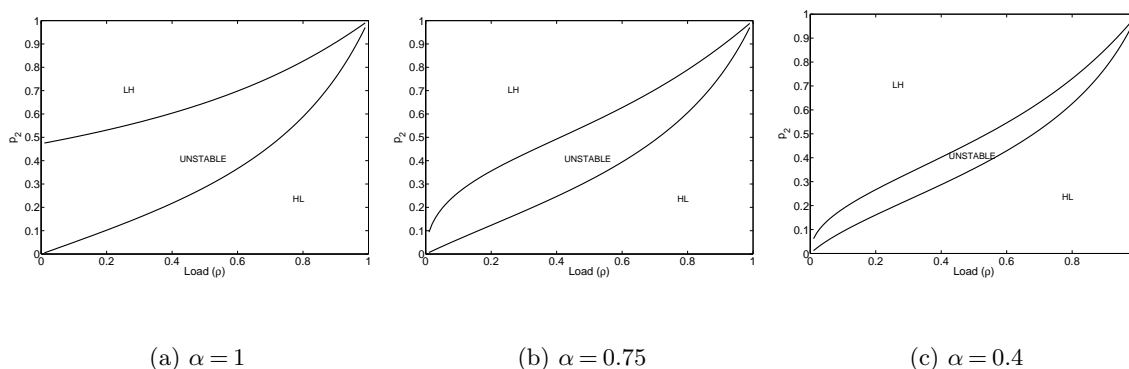 1
0.9
0.8
0.7
0.6
0.5
0.4
0.3
0.2
0.1
0
p2
LH
UNSTABLE
HL
0 0.2 0.4 0.6 0.8 1
Load (ρ)
(a) α = 1
1
0.9
0.8
0.7
0.6
0.5
0.4
0.3
0.2
0.1
0
p2
LH
UNSTABLE
HL
0 0.2 0.4 0.6 0.8 1
Load (ρ)
(b) α = 0.75
1
0.9
0.8
0.7
0.6
0.5
0.4
0.3
0.2
0.1
0
p2
LH
UNSTABLE
HL
0 0.2 0.4 0.6 0.8
Load (ρ)
(c) α = 0.4